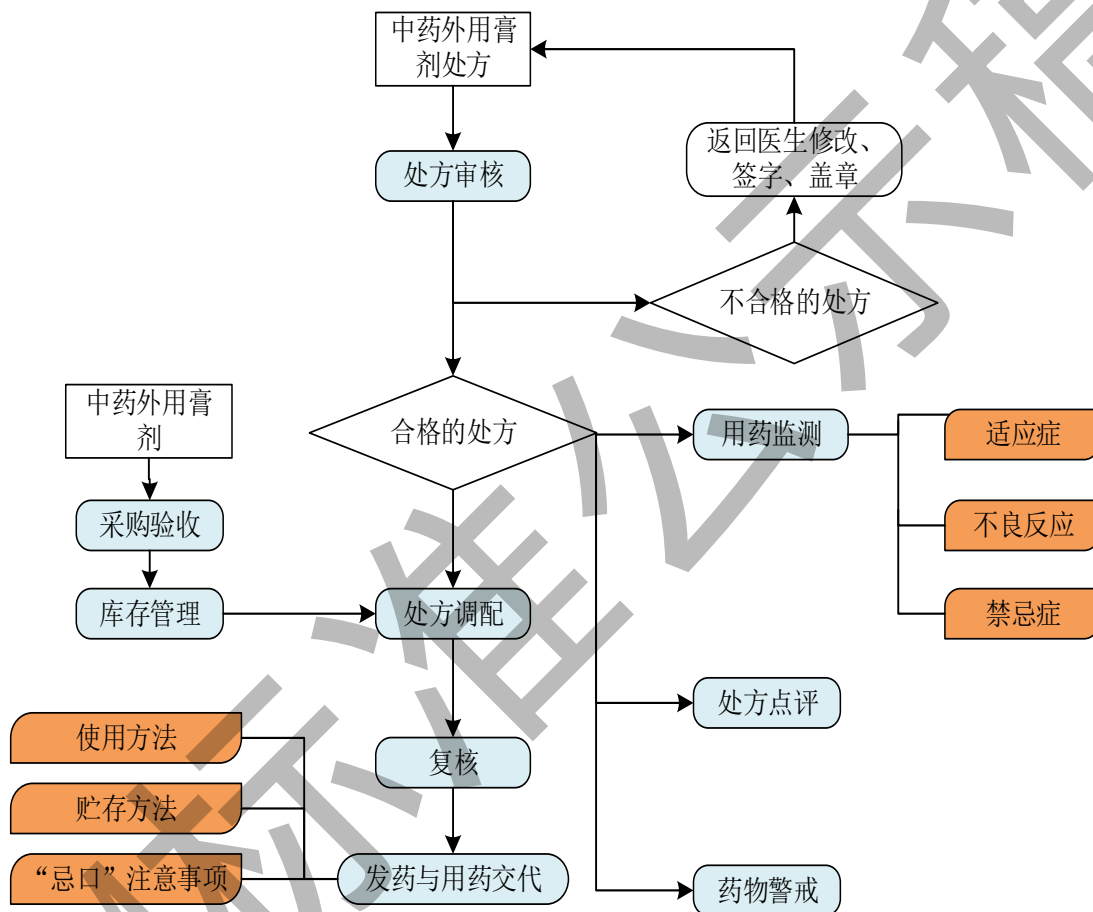 中药外用膏
剂处方
处方审核
返回医生修改、
签字、盖章
不合格的处方
中药外用膏
剂
合格的处方
用药监测
适应症
采购验收
不良反应
库存管理
处方调配
禁忌症
处方点评
使用方法
复核
贮存方法
“忌口”注意事项
发药与用药交代
药物警戒
标准公示稿